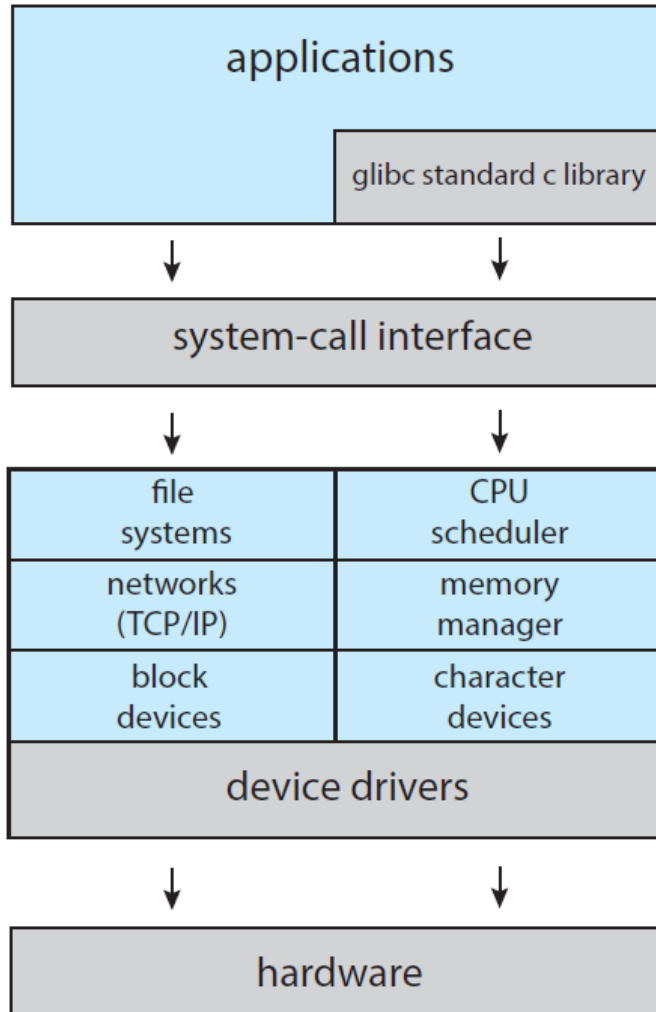 applications
glibc standard c library
system-call interface
file
systems
CPU
scheduler
networks
(TCP/IP)
memory
manager
block
devices
character
devices
device drivers
hardware